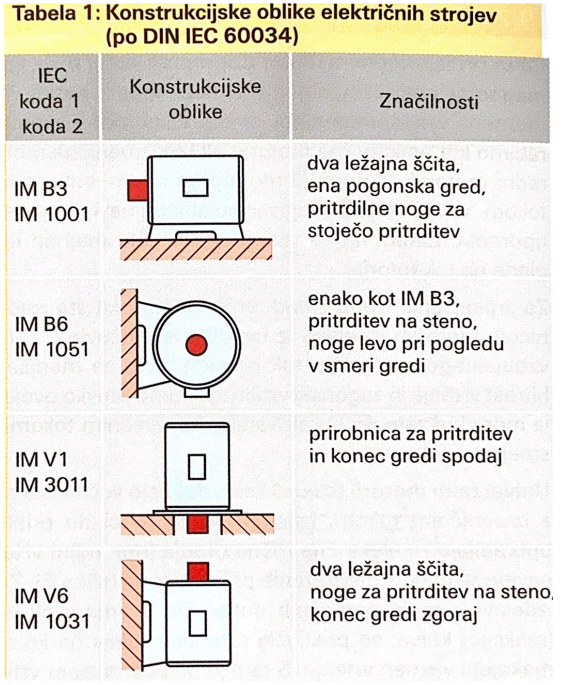 Tabela 1: Konstrukcijske oblike električnih strojev
(po DIN IEC 60034)
IEC
koda 1
koda 2
Konstrukcijske
oblike
Značilnosti
IM B3
IM 1001
dva ležajna ščita,
ena pogonska gred,
pritrdilne noge za
stoječo pritrditev
IM B6
IM 1051
enako kot IM B3,
pritrditev na steno,
noge levo pri pogledu
v smeri gredi
IM V1
IM 3011
prirobnica za pritrditev
in konec gredi spodaj
IM V6
IM 1031
dva ležajna ščita,
noge za pritrditev na steno,
konec gredi zgoraj